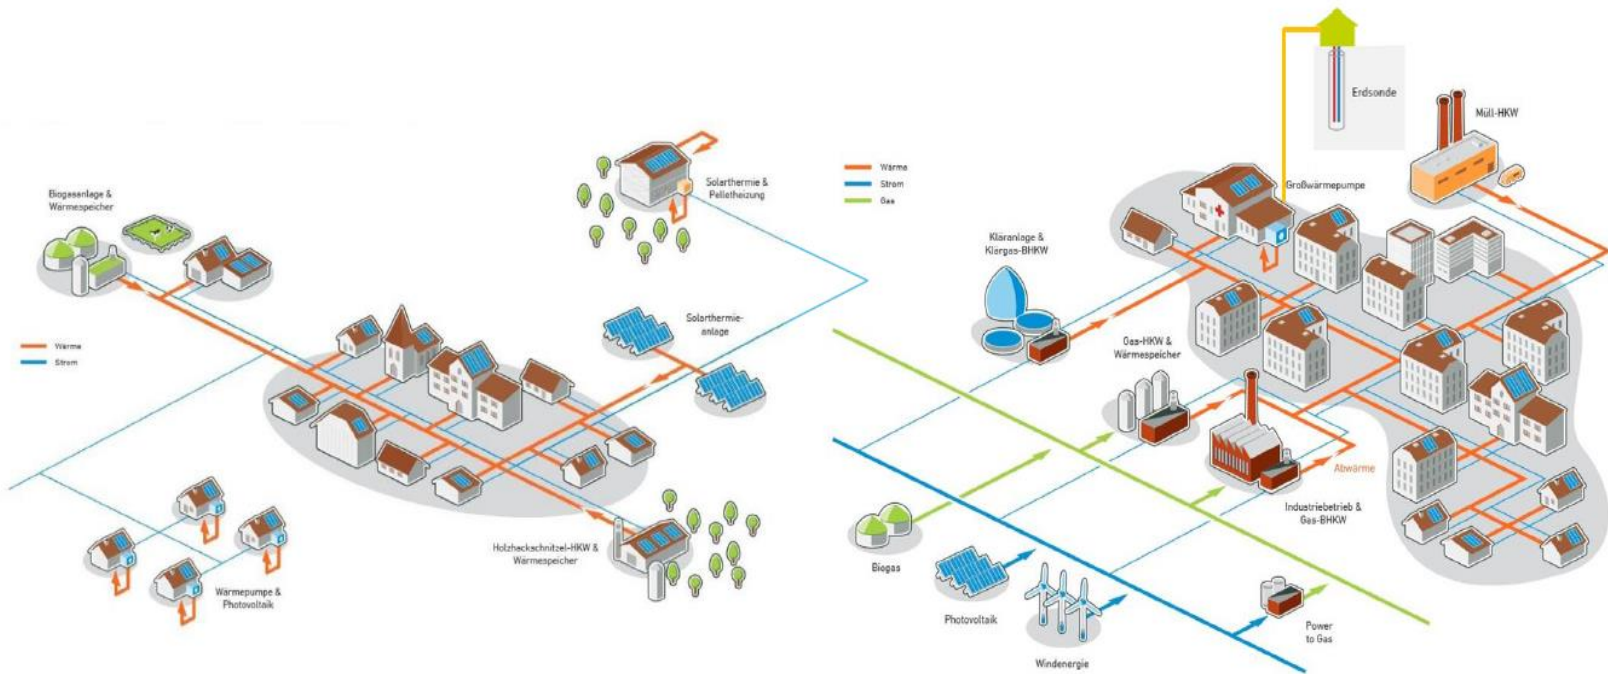 Biogasanlage &
Wärmespeicher
Solarthermie &
Pelletheizung
Wärme
Strom
Solarthermie-
anlage
Holzhackschnitzel-HKW &
Wärmespeicher
Wärmepumpe &
Photovoltaik
Erdsonde
Müll-HKW
Wärme
Strom
Gas
Großwärmepumpe
Kläranlage &
Klärgas-BHKW
Gas-HKW &
Wärmespeicher
Abwärme
Industriebetrieb &
Gas-BHKW
Biogas
Photovoltaik
Windenergie
Power
to Gas